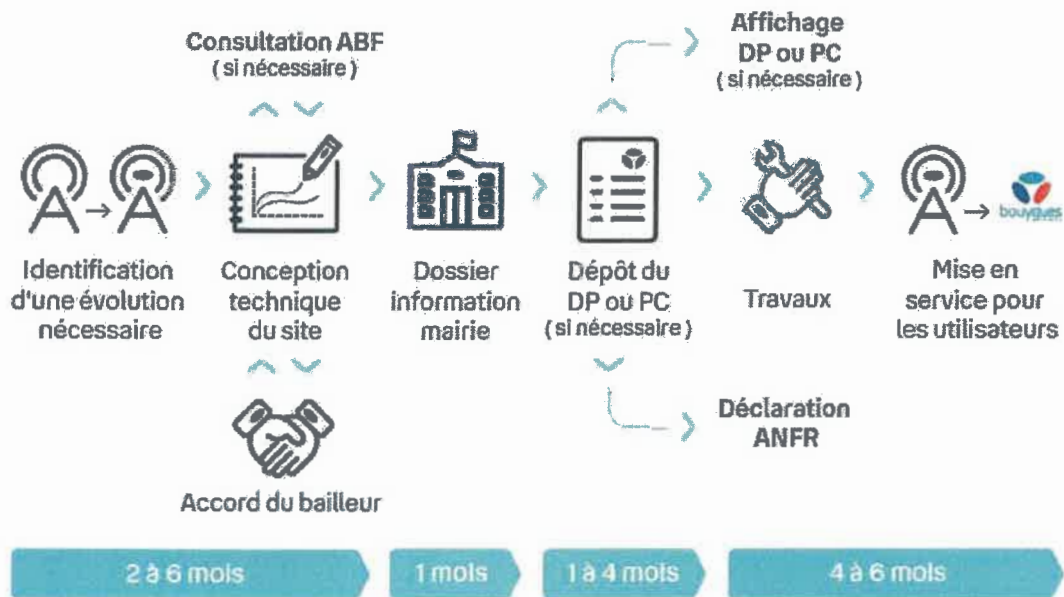 Consultation ABF
(si nécessaire)
Affichage
DP ou PC
(si nécessaire)
Identification
d'une évolution
nécessaire
Conception
technique
du site
Dossier
information
mairie
Dépôt du
DP ou PC
(si nécessaire)
Travaux
bouygues
Mise en
service pour
les utilisateurs
Accord du bailleur
Déclaration
ANFR
2 à 6 mois
1 mois
1 à 4 mois
4 à 6 mois